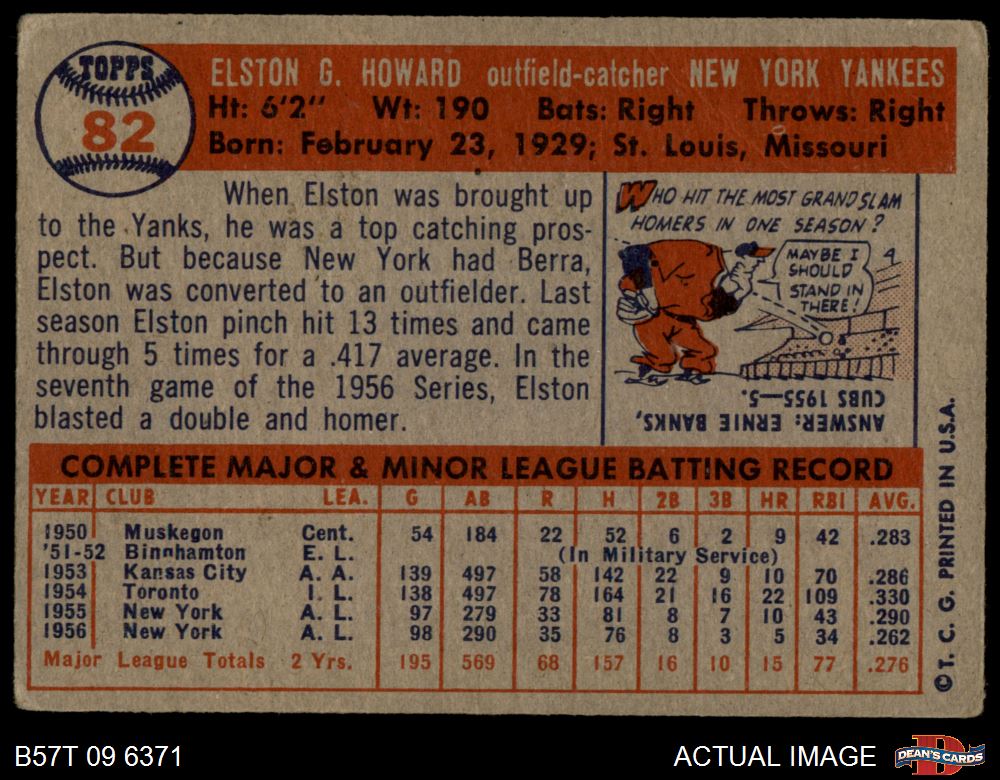 TOPPS
82
ELSTON G. HOWARD outfield-catcher NEW YORK YANKEES
Ht: 6'2" Wt: 190 Bats: Right Throws: Right
Born: February 23, 1929; St. Louis, Missouri
When Elston was brought up
to the Yanks, he was a top catching pros-
pect. But because New York had Berra,
Elston was converted to an outfielder. Last
season Elston pinch hit 13 times and came
through 5 times for a .417 average. In the
seventh game of the 1956 Series, Elston
blasted a double and homer.
WHO HIT THE MOST GRAND SLAM
HOMERS IN ONE SEASON?
MAYBE I
SHOULD
STAND IN
THERE!
4
ANSWER: ERNIE BANKS,
CUBS 1955—5.
COMPLETE MAJOR & MINOR LEAGUE BATTING RECORD
YEAR CLUB LEA. G AB R H 2B 3B HR RBI AVG.
1950 Muskegon Cent. 54 184 22 52 6 2 9 42 .283
'51-52 Binghamton E. L. (In Military Service)
1953 Kansas City A. A. 139 497 58 142 22 9 10 70 .286
1954 Toronto I. L. 138 497 78 164 21 16 22 109 .330
1955 New York A. L. 97 279 33 81 8 7 10 43 .290
1956 New York A. L. 98 290 35 76 8 3 5 34 .262
Major League Totals 2 Yrs. 195 569 68 157 16 10 15 77 .276
©T. C. G. PRINTED IN U.S.A.
B57T 09 6371
ACTUAL IMAGE
DEAN'S CARDS